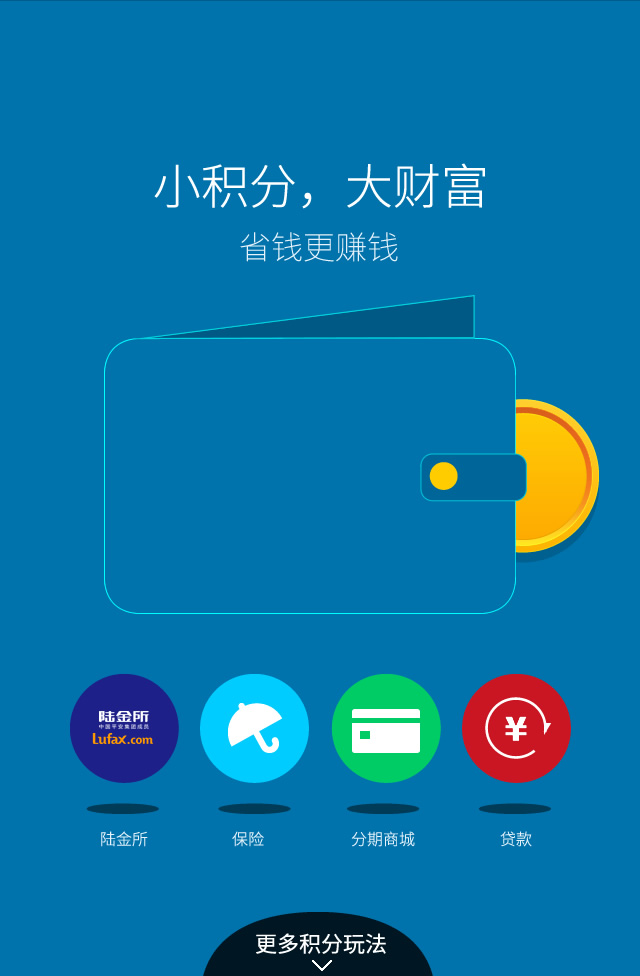 小积分，大财富
省钱更赚钱
陆金所
中国平安集团成员
Lufax.com
¥
陆金所
保险
分期商城
贷款
更多积分玩法